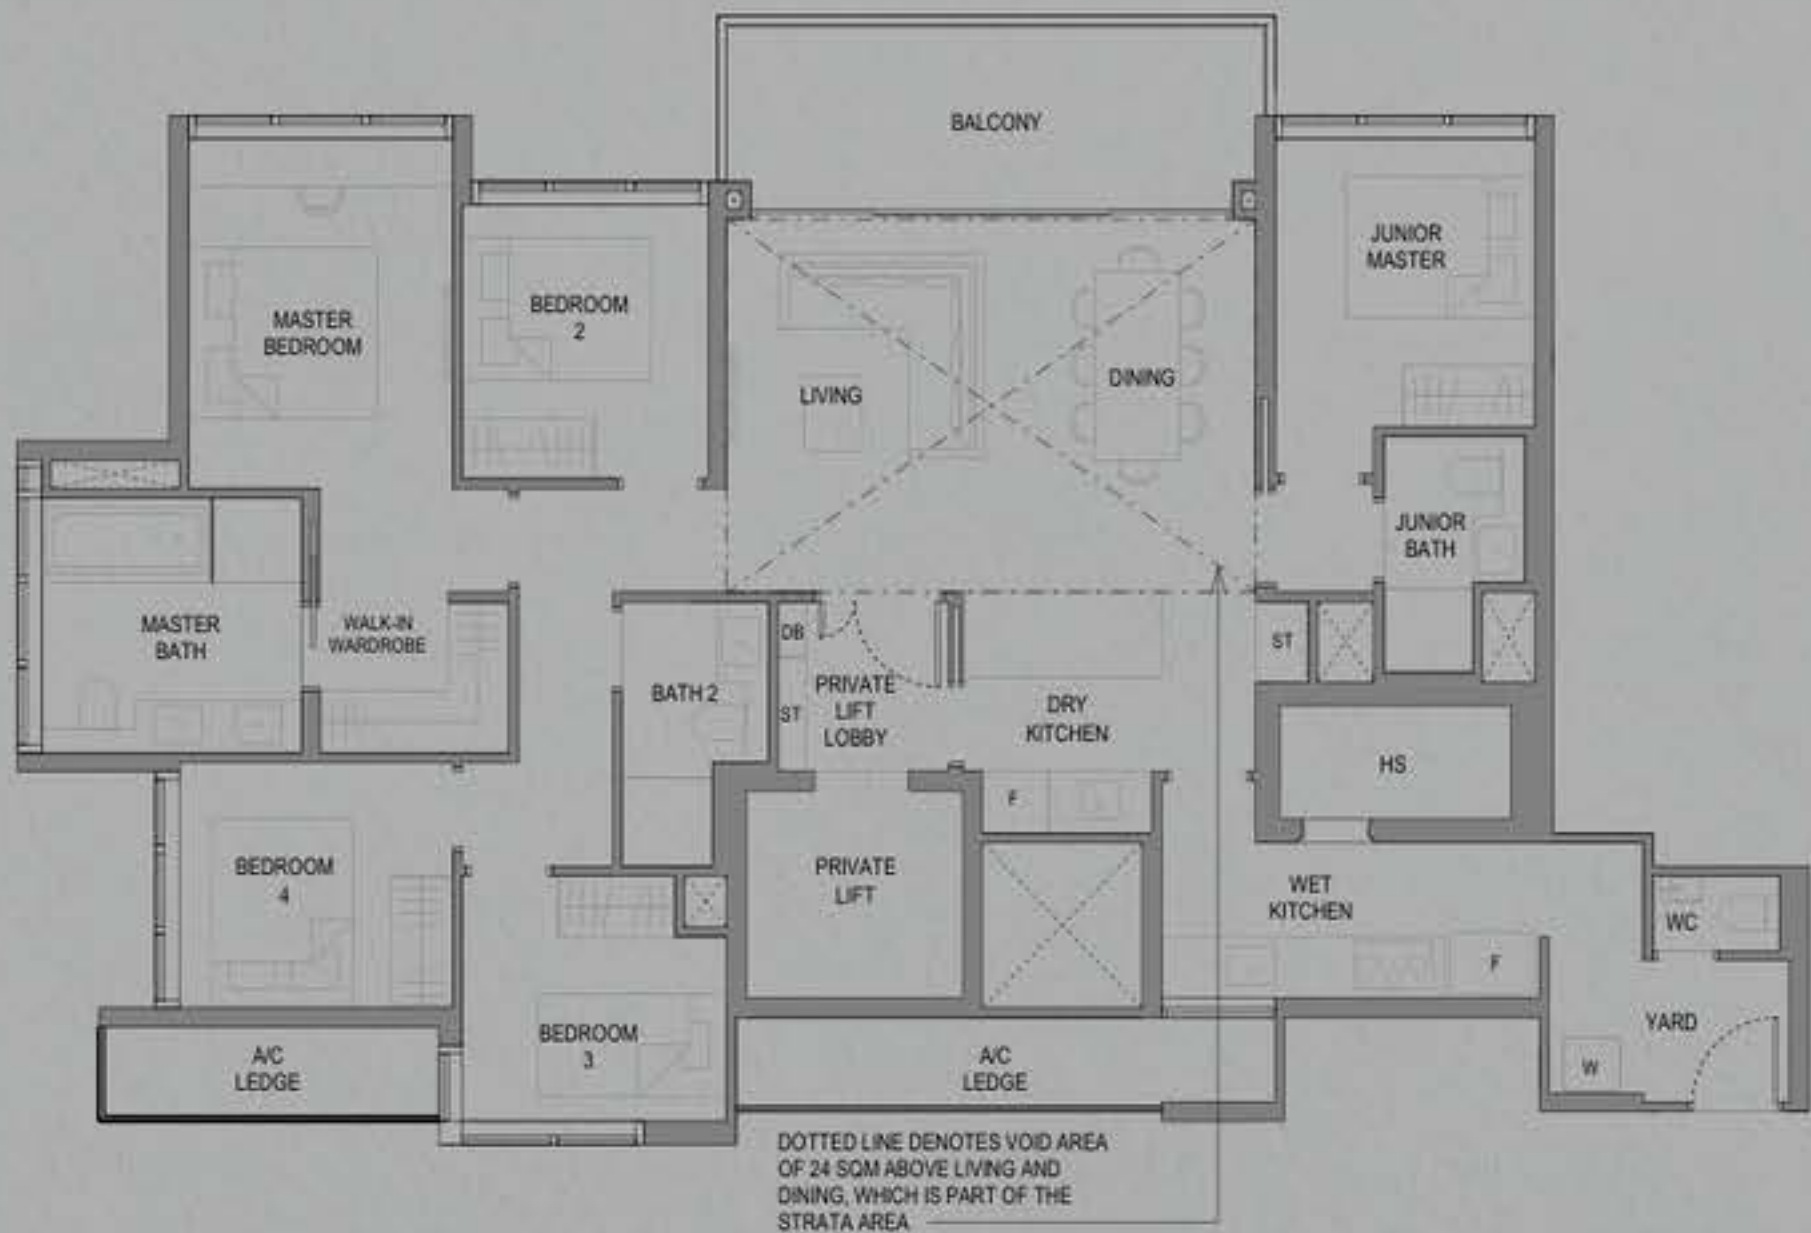 BALCONY
JUNIOR
MASTER
MASTER
BEDROOM
BEDROOM
2
LIVING
DINING
JUNIOR
BATH
MASTER
BATH
WALK-IN
WARDROBE
BATH 2
DB
ST
PRIVATE
LIFT
LOBBY
DRY
KITCHEN
ST
HS
F
BEDROOM
4
PRIVATE
LIFT
WET
KITCHEN
F
WC
YARD
W
BEDROOM
3
A/C
LEDGE
A/C
LEDGE
DOTTED LINE DENOTES VOID AREA
OF 24 SQM ABOVE LIVING AND
DINING, WHICH IS PART OF THE
STRATA AREA